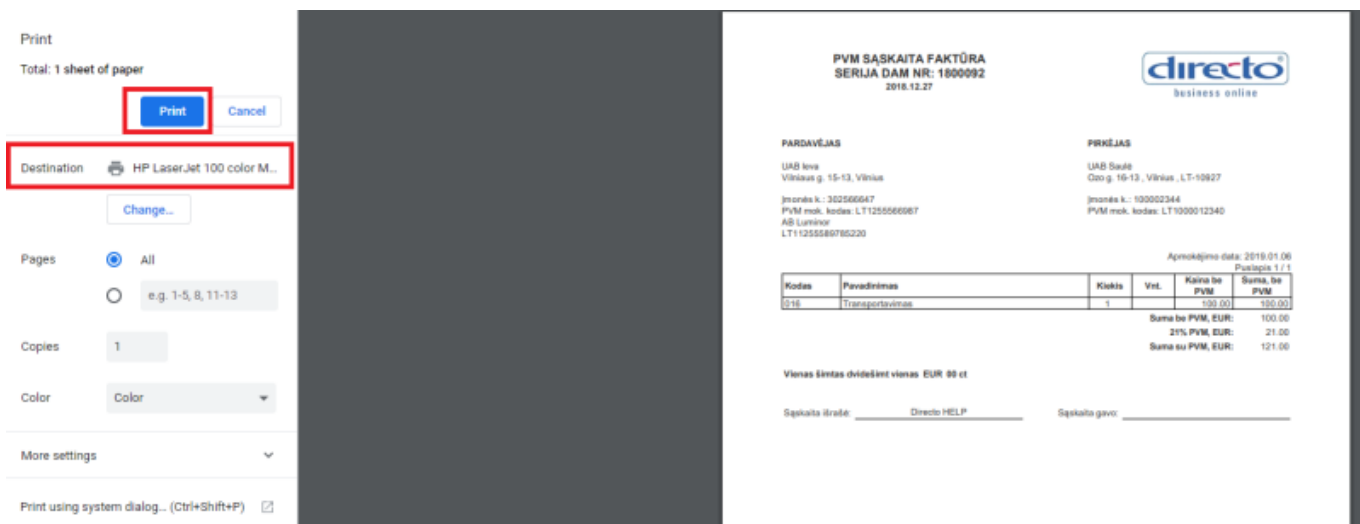 Print
Total: 1 sheet of paper
Print Cancel
Destination HP LaserJet 100 color M...
Change...
Pages All
e.g. 1-5, 8, 11-13
Copies 1
Color Color
More settings
Print using system dialog... (Ctrl+Shift+P)
PVM SĄSKAITA FAKTŪRA
SERIJA DAM NR: 1800092
2018.12.27
directo
business online
PARDAVĖJAS
UAB Ieva
Vilniaus g. 15-13, Vilnius
Įmonės k.: 302566647
PVM mok. kodas: LT1255566987
AB Luminor
LT11255589785220
PIRKĖJAS
UAB Saulė
Ozo g. 16-13 , Vilnius , LT-10927
Įmonės k.: 100002344
PVM mok. kodas: LT1000012340
Apmokėjimo data: 2019.01.06
Puslapis 1 / 1
Kodas Pavadinimas Kiekis Vnt. Kaina be PVM Suma, be PVM
016 Transportavimas 1 100.00 100.00
Suma be PVM, EUR: 100.00
21% PVM, EUR: 21.00
Suma su PVM, EUR: 121.00
Vienas šimtas dvidešimt vienas EUR 00 ct
Sąskaita išrašė: Directo HELP Sąskaita gavo: